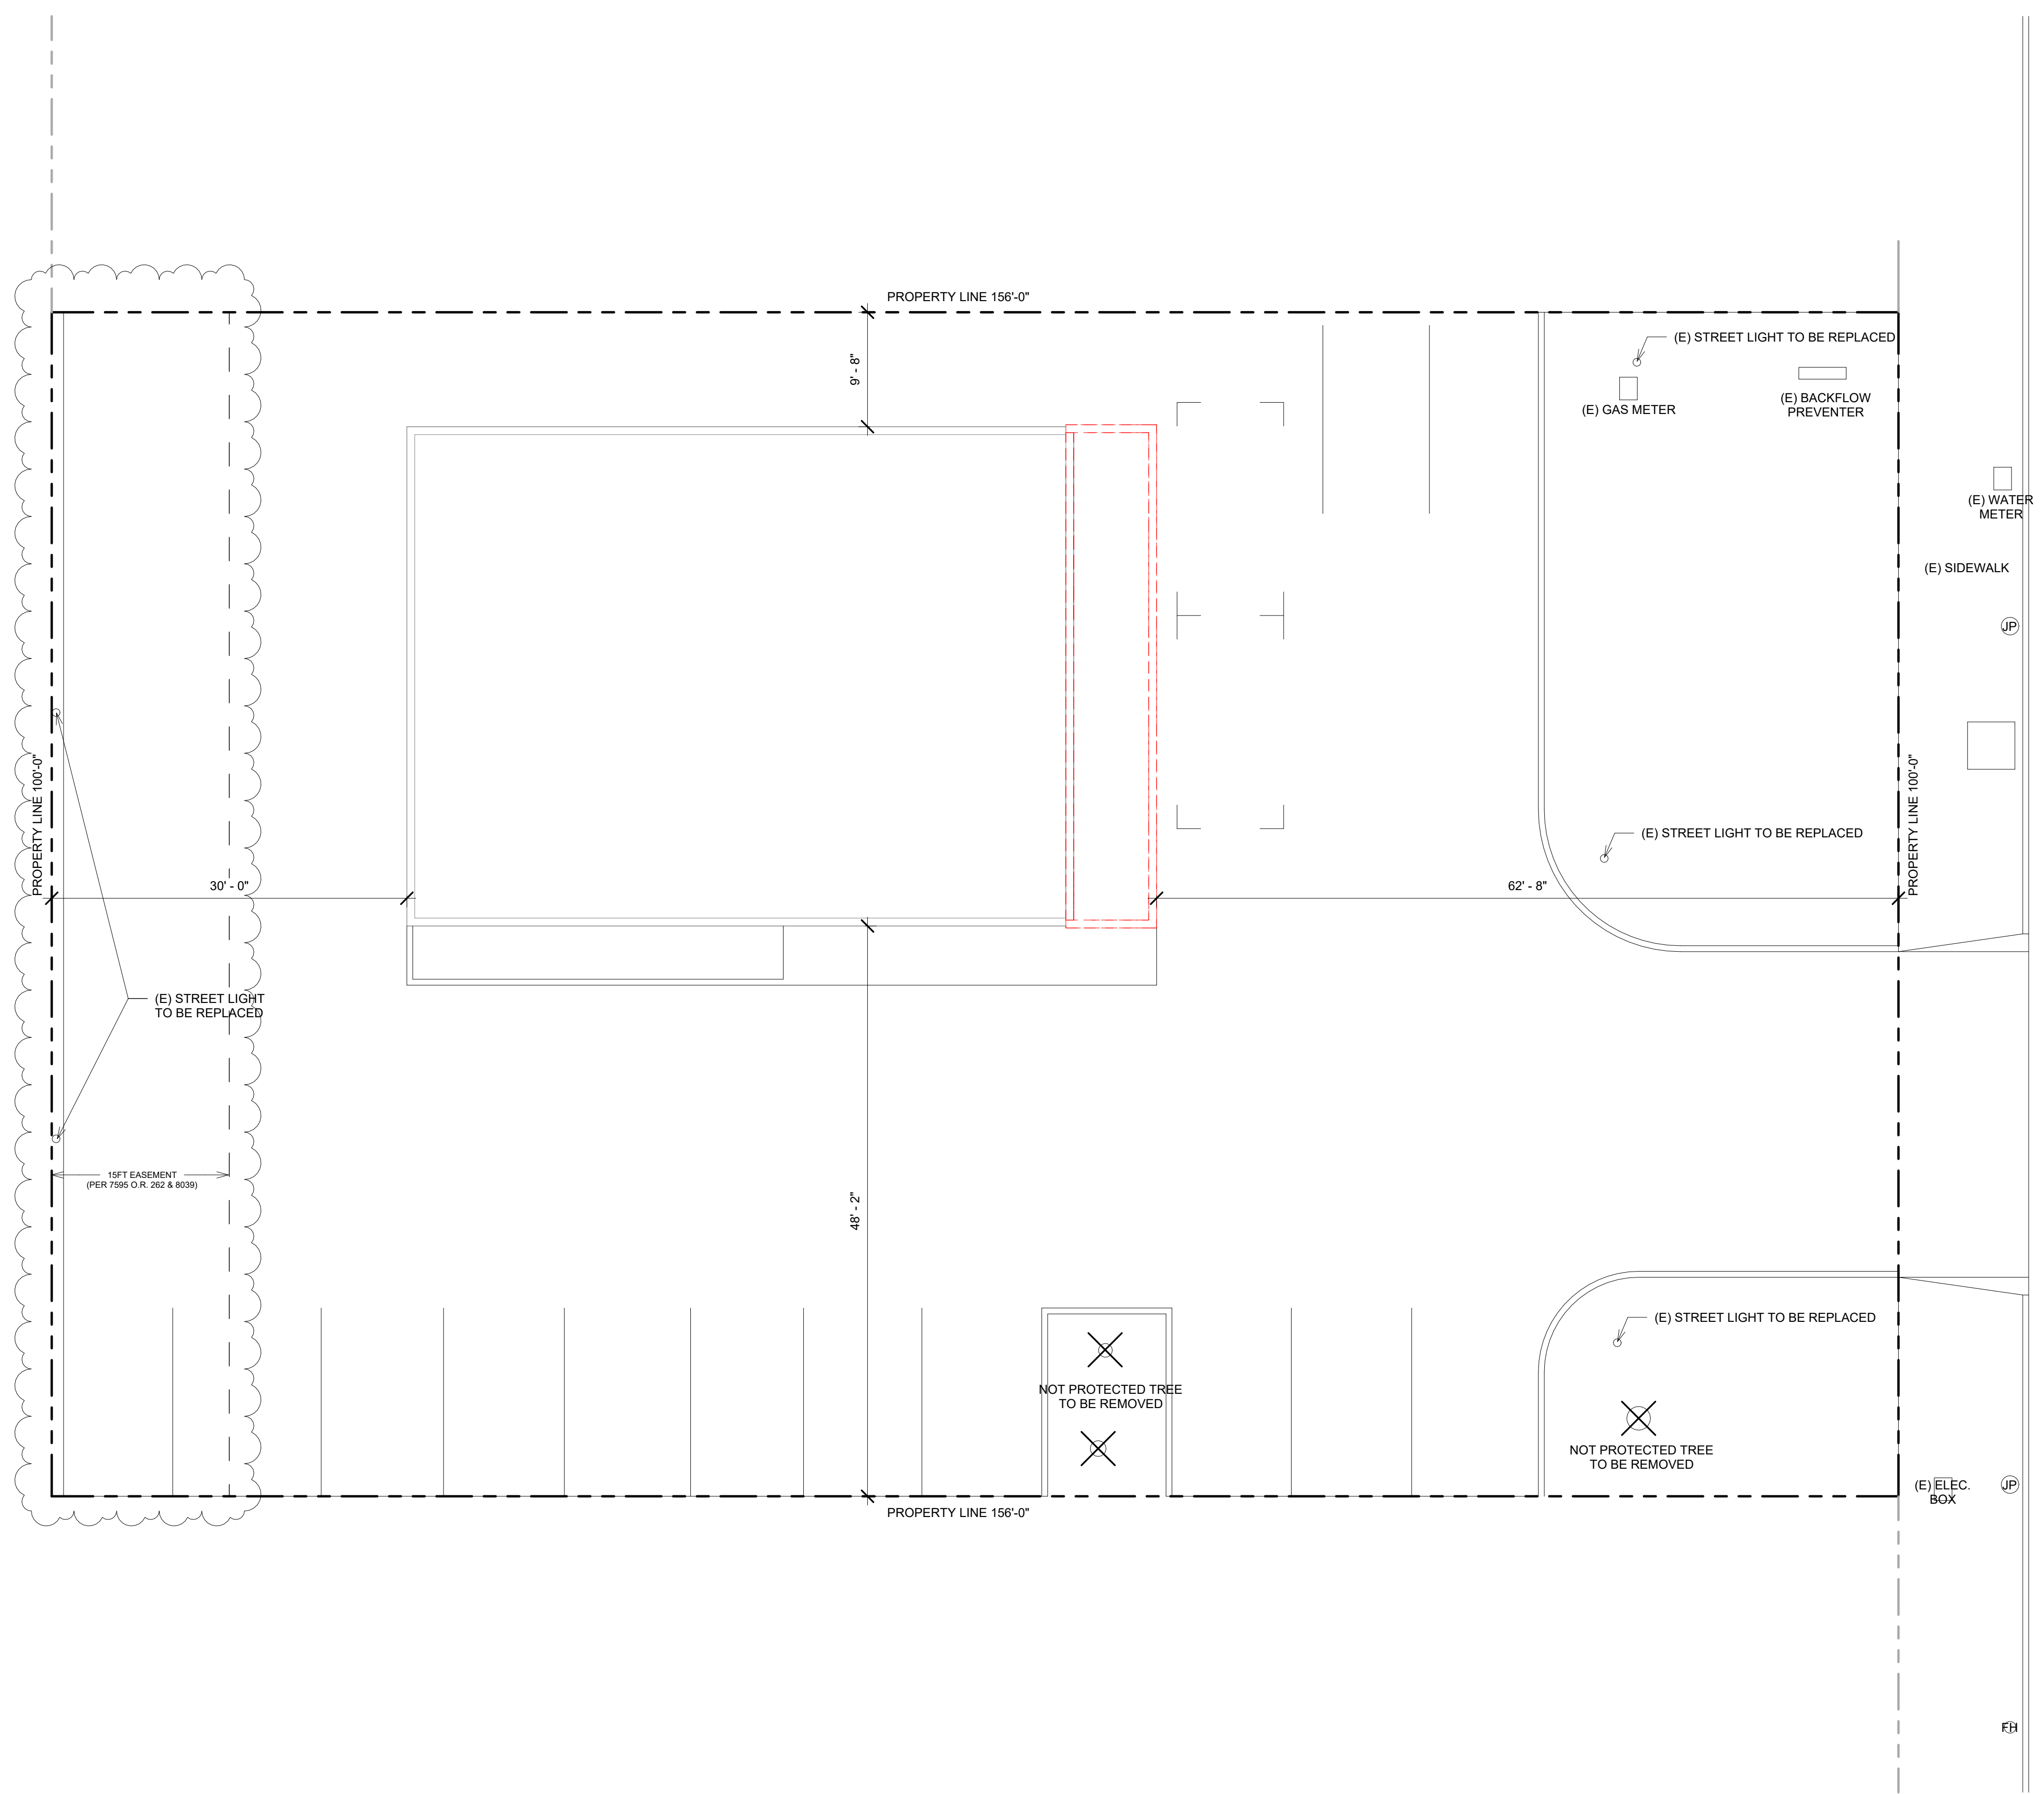 PROPERTY LINE 156'-0"
(E) STREET LIGHT TO BE REPLACED
9' - 8"
(E) GAS METER
(E) BACKFLOW
PREVENTER
(E) WATER
METER
(E) SIDEWALK
JP
PROPERTY LINE 100'-0"
PROPERTY LINE 100'-0"
(E) STREET LIGHT TO BE REPLACED
30' - 0"
62' - 8"
(E) STREET LIGHT
TO BE REPLACED
15FT EASEMENT
(PER 7595 O.R. 262 & 8039)
48' - 2"
(E) STREET LIGHT TO BE REPLACED
NOT PROTECTED TREE
TO BE REMOVED
NOT PROTECTED TREE
TO BE REMOVED
(E) ELEC.
BOX
JP
PROPERTY LINE 156'-0"
FH